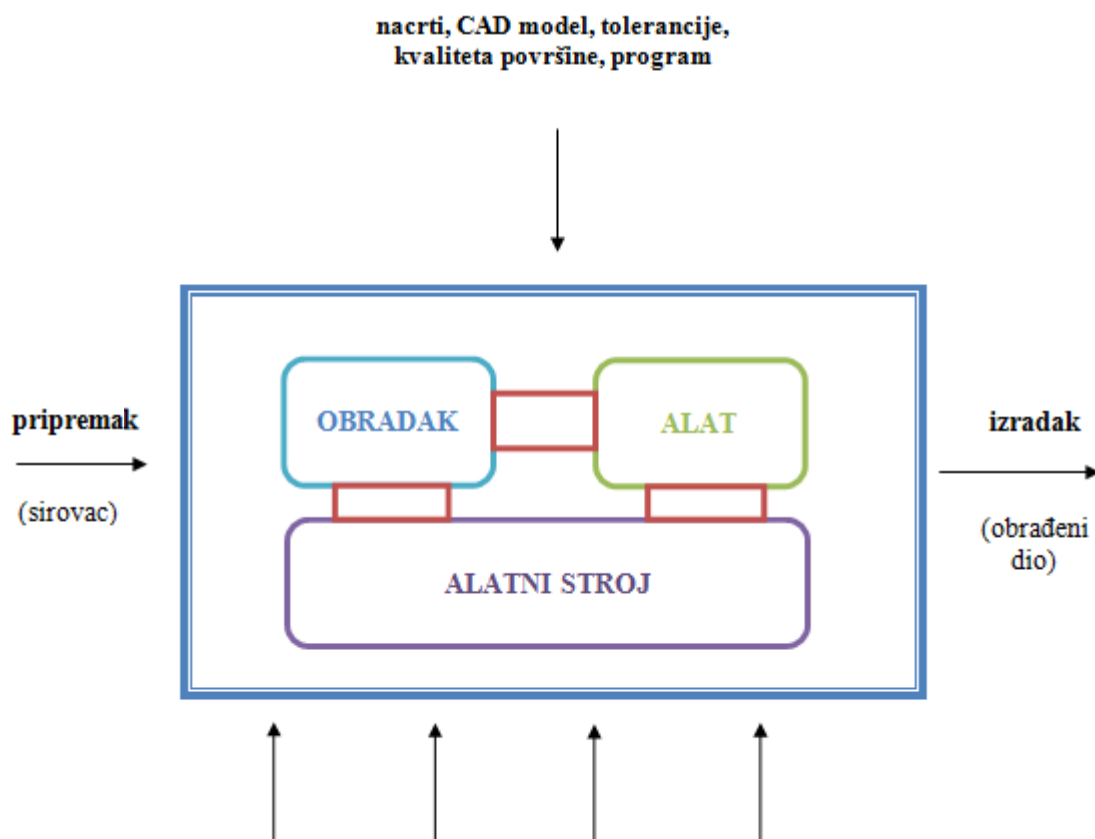 nacrti, CAD model, tolerancije,
kvaliteta površine, program
pripremak
(sirovac)
OBRADAK
ALAT
ALATNI STROJ
izradak
(obrađeni
dio)